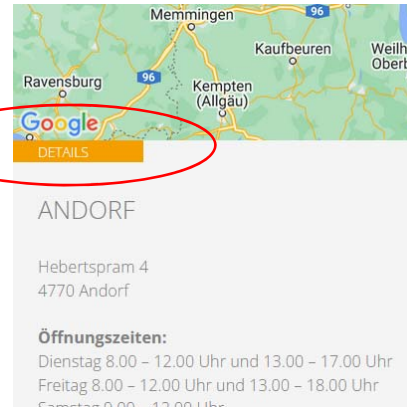 Memmingen
96
Kaufbeuren
Weilh
Oberb
Ravensburg
96
Kempten
(Allgäu)
Google
DETAILS
ANDORF
Hebertspram 4
4770 Andorf
Öffnungszeiten:
Dienstag 8.00 – 12.00 Uhr und 13.00 – 17.00 Uhr
Freitag 8.00 – 12.00 Uhr und 13.00 – 18.00 Uhr